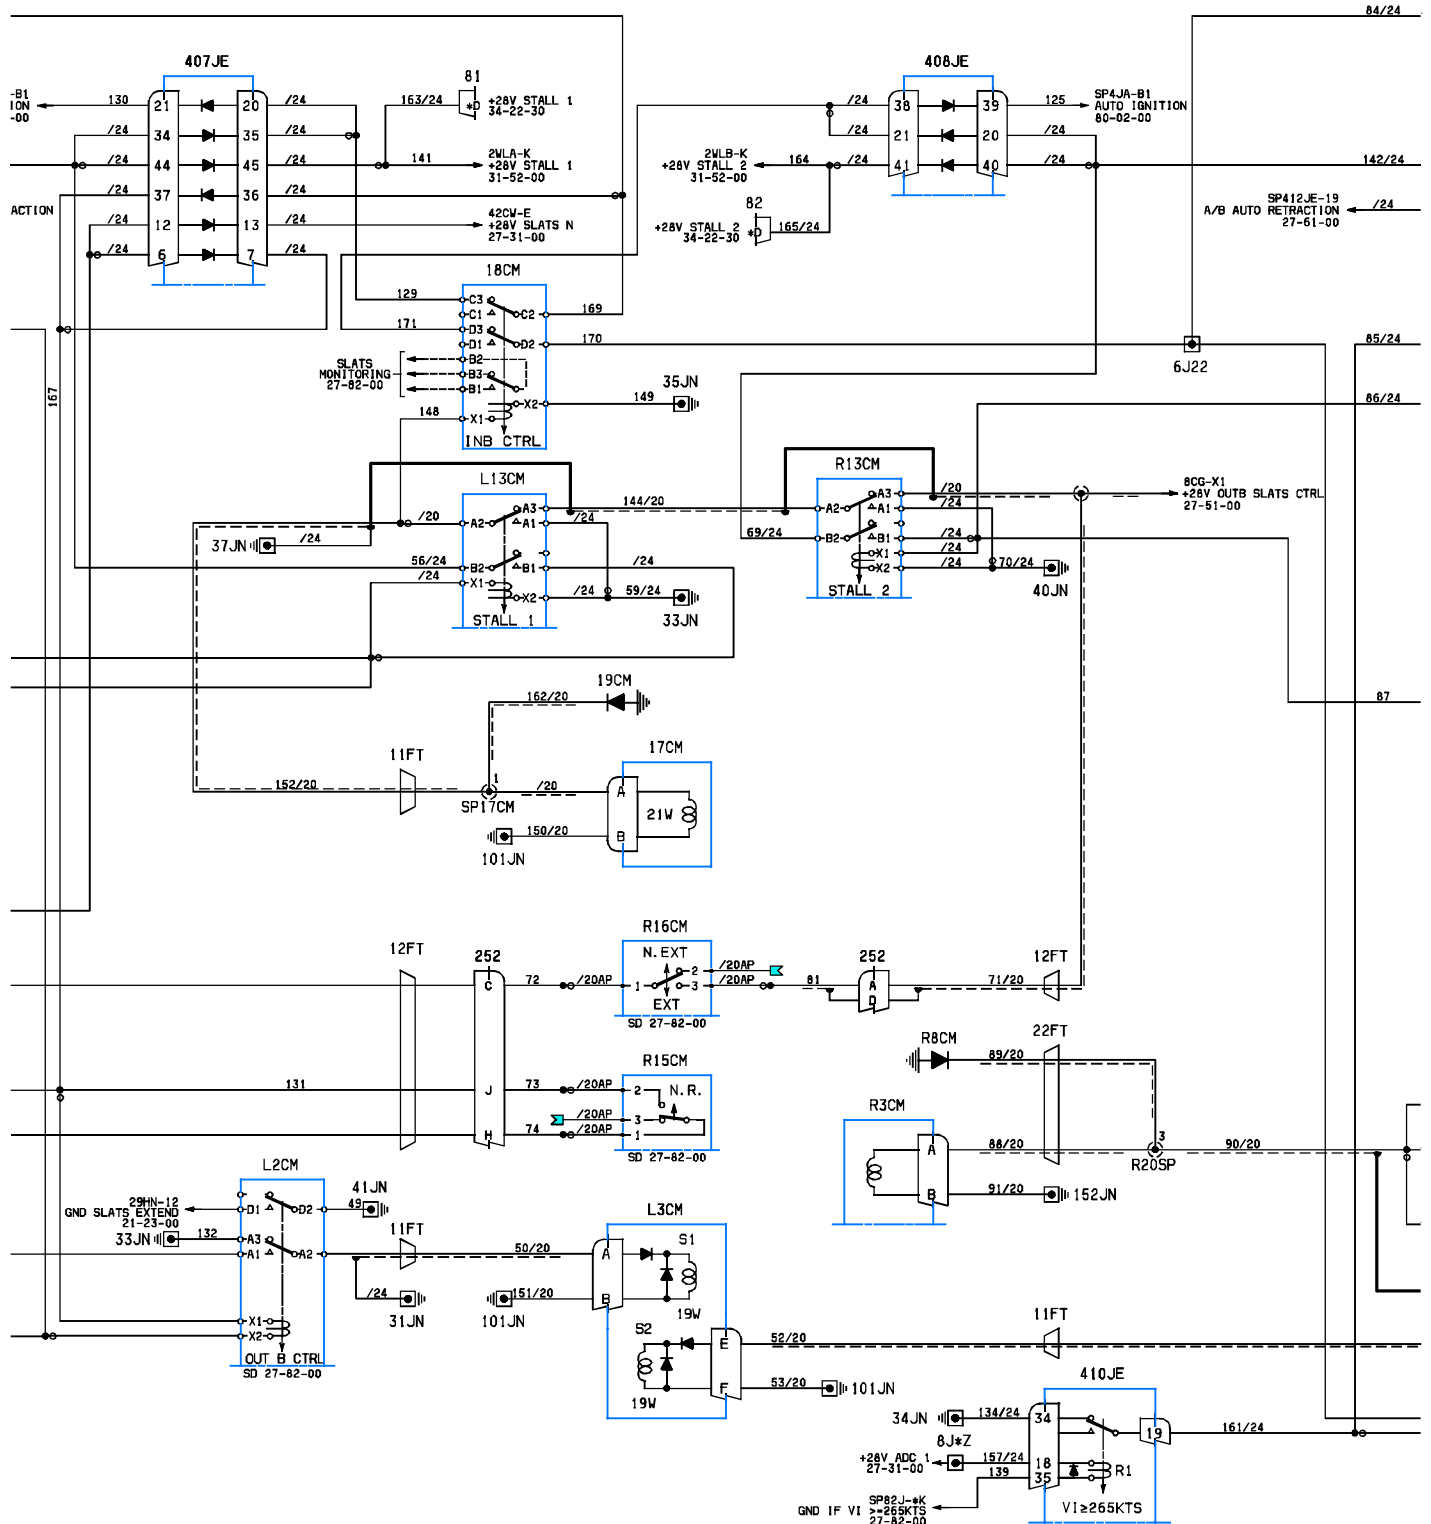 84/24
407JE
408JE
81
-B1
ION
-00
130
21
20
/24
163/24
*D
+28V STALL 1
34-22-30
/24
38
39
125
SP4JA-B1
AUTO IGNITION
80-02-00
/24
34
35
/24
/24
21
20
/24
/24
44
45
/24
141
2WLA-K
+28V STALL 1
31-52-00
2WLB-K
+28V STALL 2
31-52-00
164
/24
41
40
/24
142/24
/24
37
36
/24
ACTION
82
SP412JE-19
A/B AUTO RETRACTION
27-61-00
/24
/24
12
13
/24
42CW-E
+28V SLATS N
27-31-00
+28V STALL 2
34-22-30
*D
165/24
/24
6
7
/24
18CM
129
C3
C1
C2
169
171
D3
D1
D2
170
6J22
85/24
SLATS
MONITORING
27-82-00
B2
B3
B1
167
35JN
X2
149
148
X1
INB CTRL
86/24
L13CM
R13CM
A3
144/20
/20
A2
A1
/24
A3
/20
A2
A1
/24
8CG-X1
+28V OUTB SLATS CTRL
27-51-00
37JN
/24
69/24
B2
B1
/24
56/24
B2
B1
/24
X1
/24
/24
X1
X2
/24
70/24
40JN
X2
/24
59/24
33JN
STALL 1
STALL 2
19CM
162/20
87
11FT
17CM
152/20
1
SP17CM
/20
A
21W
150/20
B
101JN
12FT
252
R16CM
N.EXT
252
12FT
72
C
/20AP
1
2
3
/20AP
/20AP
EXT
SD 27-82-00
81
A
D
71/20
22FT
R8CM
89/20
R15CM
131
J
73
/20AP
2
N.R.
/20AP
3
H
74
/20AP
1
SD 27-82-00
R3CM
A
88/20
3
R20SP
90/20
B
91/20
152JN
L2CM
41JN
29HN-12
GND SLATS EXTEND
21-23-00
D1
D2
49
33JN
132
A3
A1
A2
11FT
50/20
L3CM
A
S1
/24
31JN
101JN
151/20
B
19W
X1
X2
OUT B CTRL
SD 27-82-00
S2
E
52/20
11FT
19W
F
53/20
101JN
410JE
34JN
134/24
34
19
161/24
8J*Z
+28V ADC 1
27-31-00
157/24
18
139
35
R1
SP82J-*K
GND IF VI >=265KTS
27-82-00
VI≥265KTS